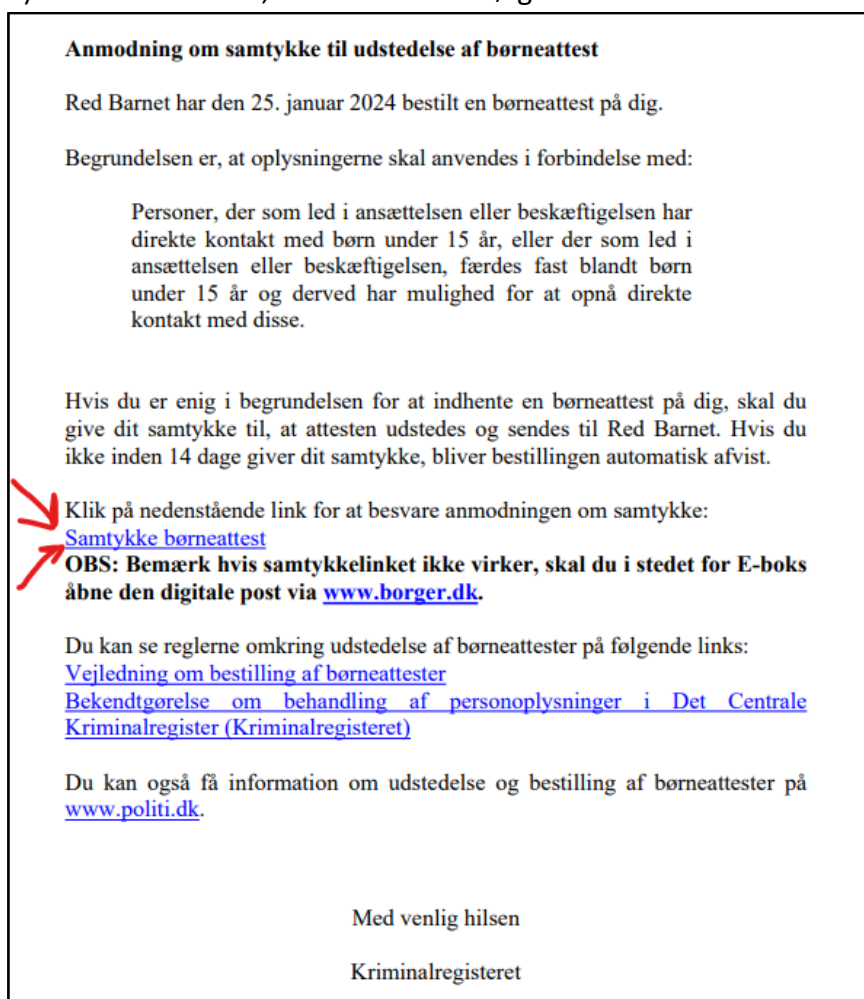 Anmodning om samtykke til udstedelse af børneattest
Red Barnet har den 25. januar 2024 bestilt en børneattest på dig.
Begrundelsen er, at oplysningerne skal anvendes i forbindelse med:
Personer, der som led i ansættelsen eller beskæftigelsen har
direkte kontakt med børn under 15 år, eller der som led i
ansættelsen eller beskæftigelsen, færdes fast blandt børn
under 15 år og derved har mulighed for at opnå direkte
kontakt med disse.
Hvis du er enig i begrundelsen for at indhente en børneattest på dig, skal du
give dit samtykke til, at attesten udstedes og sendes til Red Barnet. Hvis du
ikke inden 14 dage giver dit samtykke, bliver bestillingen automatisk afvist.
Klik på nedenstående link for at besvare anmodningen om samtykke:
Samtykke børneattest
OBS: Bemærk hvis samtykkelinket ikke virker, skal du i stedet for E-boks
åbne den digitale post via www.borger.dk.
Du kan se reglerne omkring udstedelse af børneattester på følgende links:
Vejledning om bestilling af børneattester
Bekendtgørelse om behandling af personoplysninger i Det Centrale
Kriminalregister (Kriminalregisteret)
Du kan også få information om udstedelse og bestilling af børneattester på
www.politi.dk.
Med venlig hilsen
Kriminalregisteret